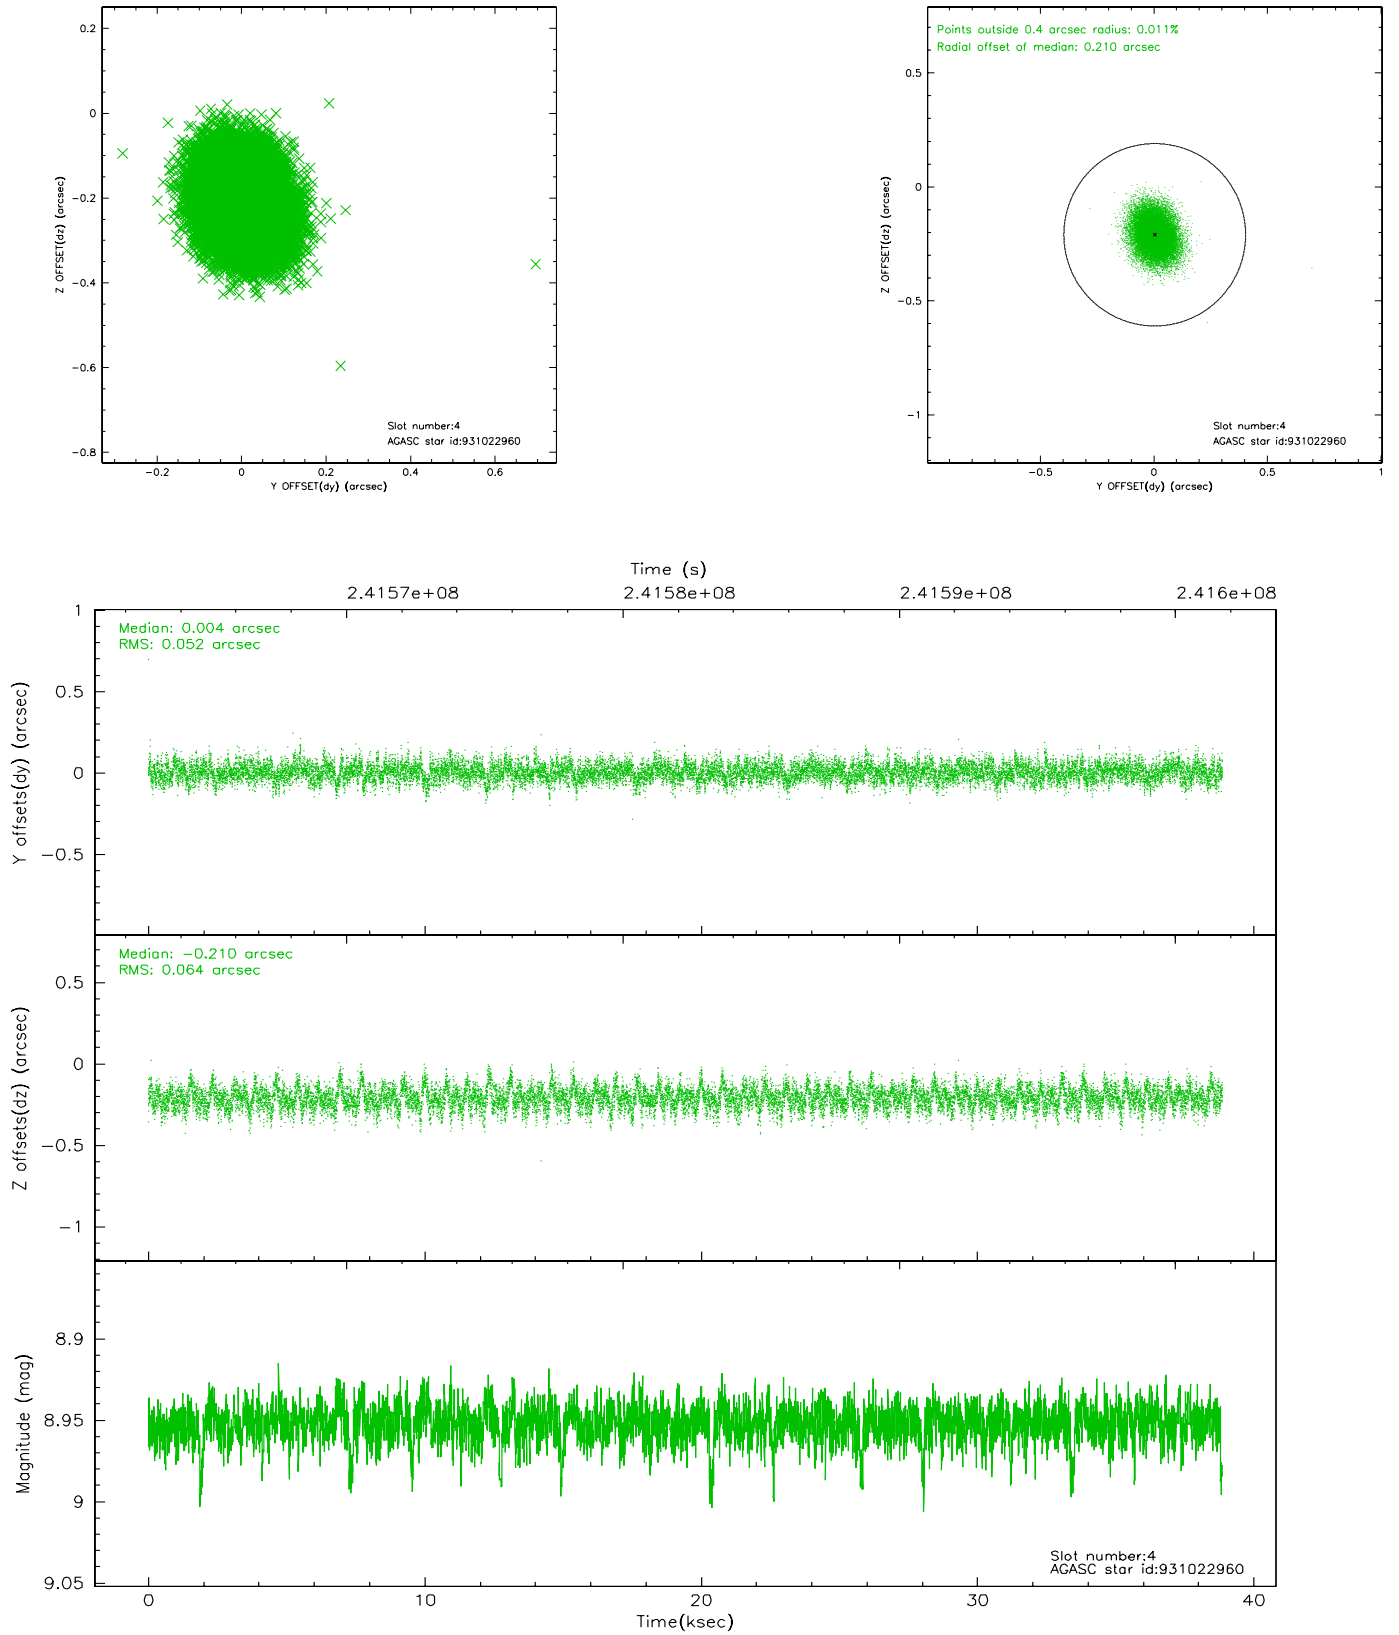 0.2
0
−0.2
−0.4
−0.6
−0.8
Z OFFSET(dz) (arcsec)
Slot number:4
AGASC star id:931022960
−0.2
0
0.2
0.4
0.6
Y OFFSET(dy) (arcsec)
Points outside 0.4 arcsec radius: 0.011%
Radial offset of median: 0.210 arcsec
0.5
0
−0.5
−1
Z OFFSET(dz) (arcsec)
Slot number:4
AGASC star id:931022960
−0.5
0
0.5
1
Y OFFSET(dy) (arcsec)
Time (s)
2.4157e+08
2.4158e+08
2.4159e+08
2.416e+08
Median: 0.004 arcsec
RMS: 0.052 arcsec
1
0.5
0
−0.5
Y offsets(dy) (arcsec)
Median: −0.210 arcsec
RMS: 0.064 arcsec
0.5
0
−0.5
−1
Z offsets(dz) (arcsec)
8.9
8.95
9
9.05
Magnitude (mag)
Slot number:4
AGASC star id:931022960
0
10
20
30
40
Time(ksec)